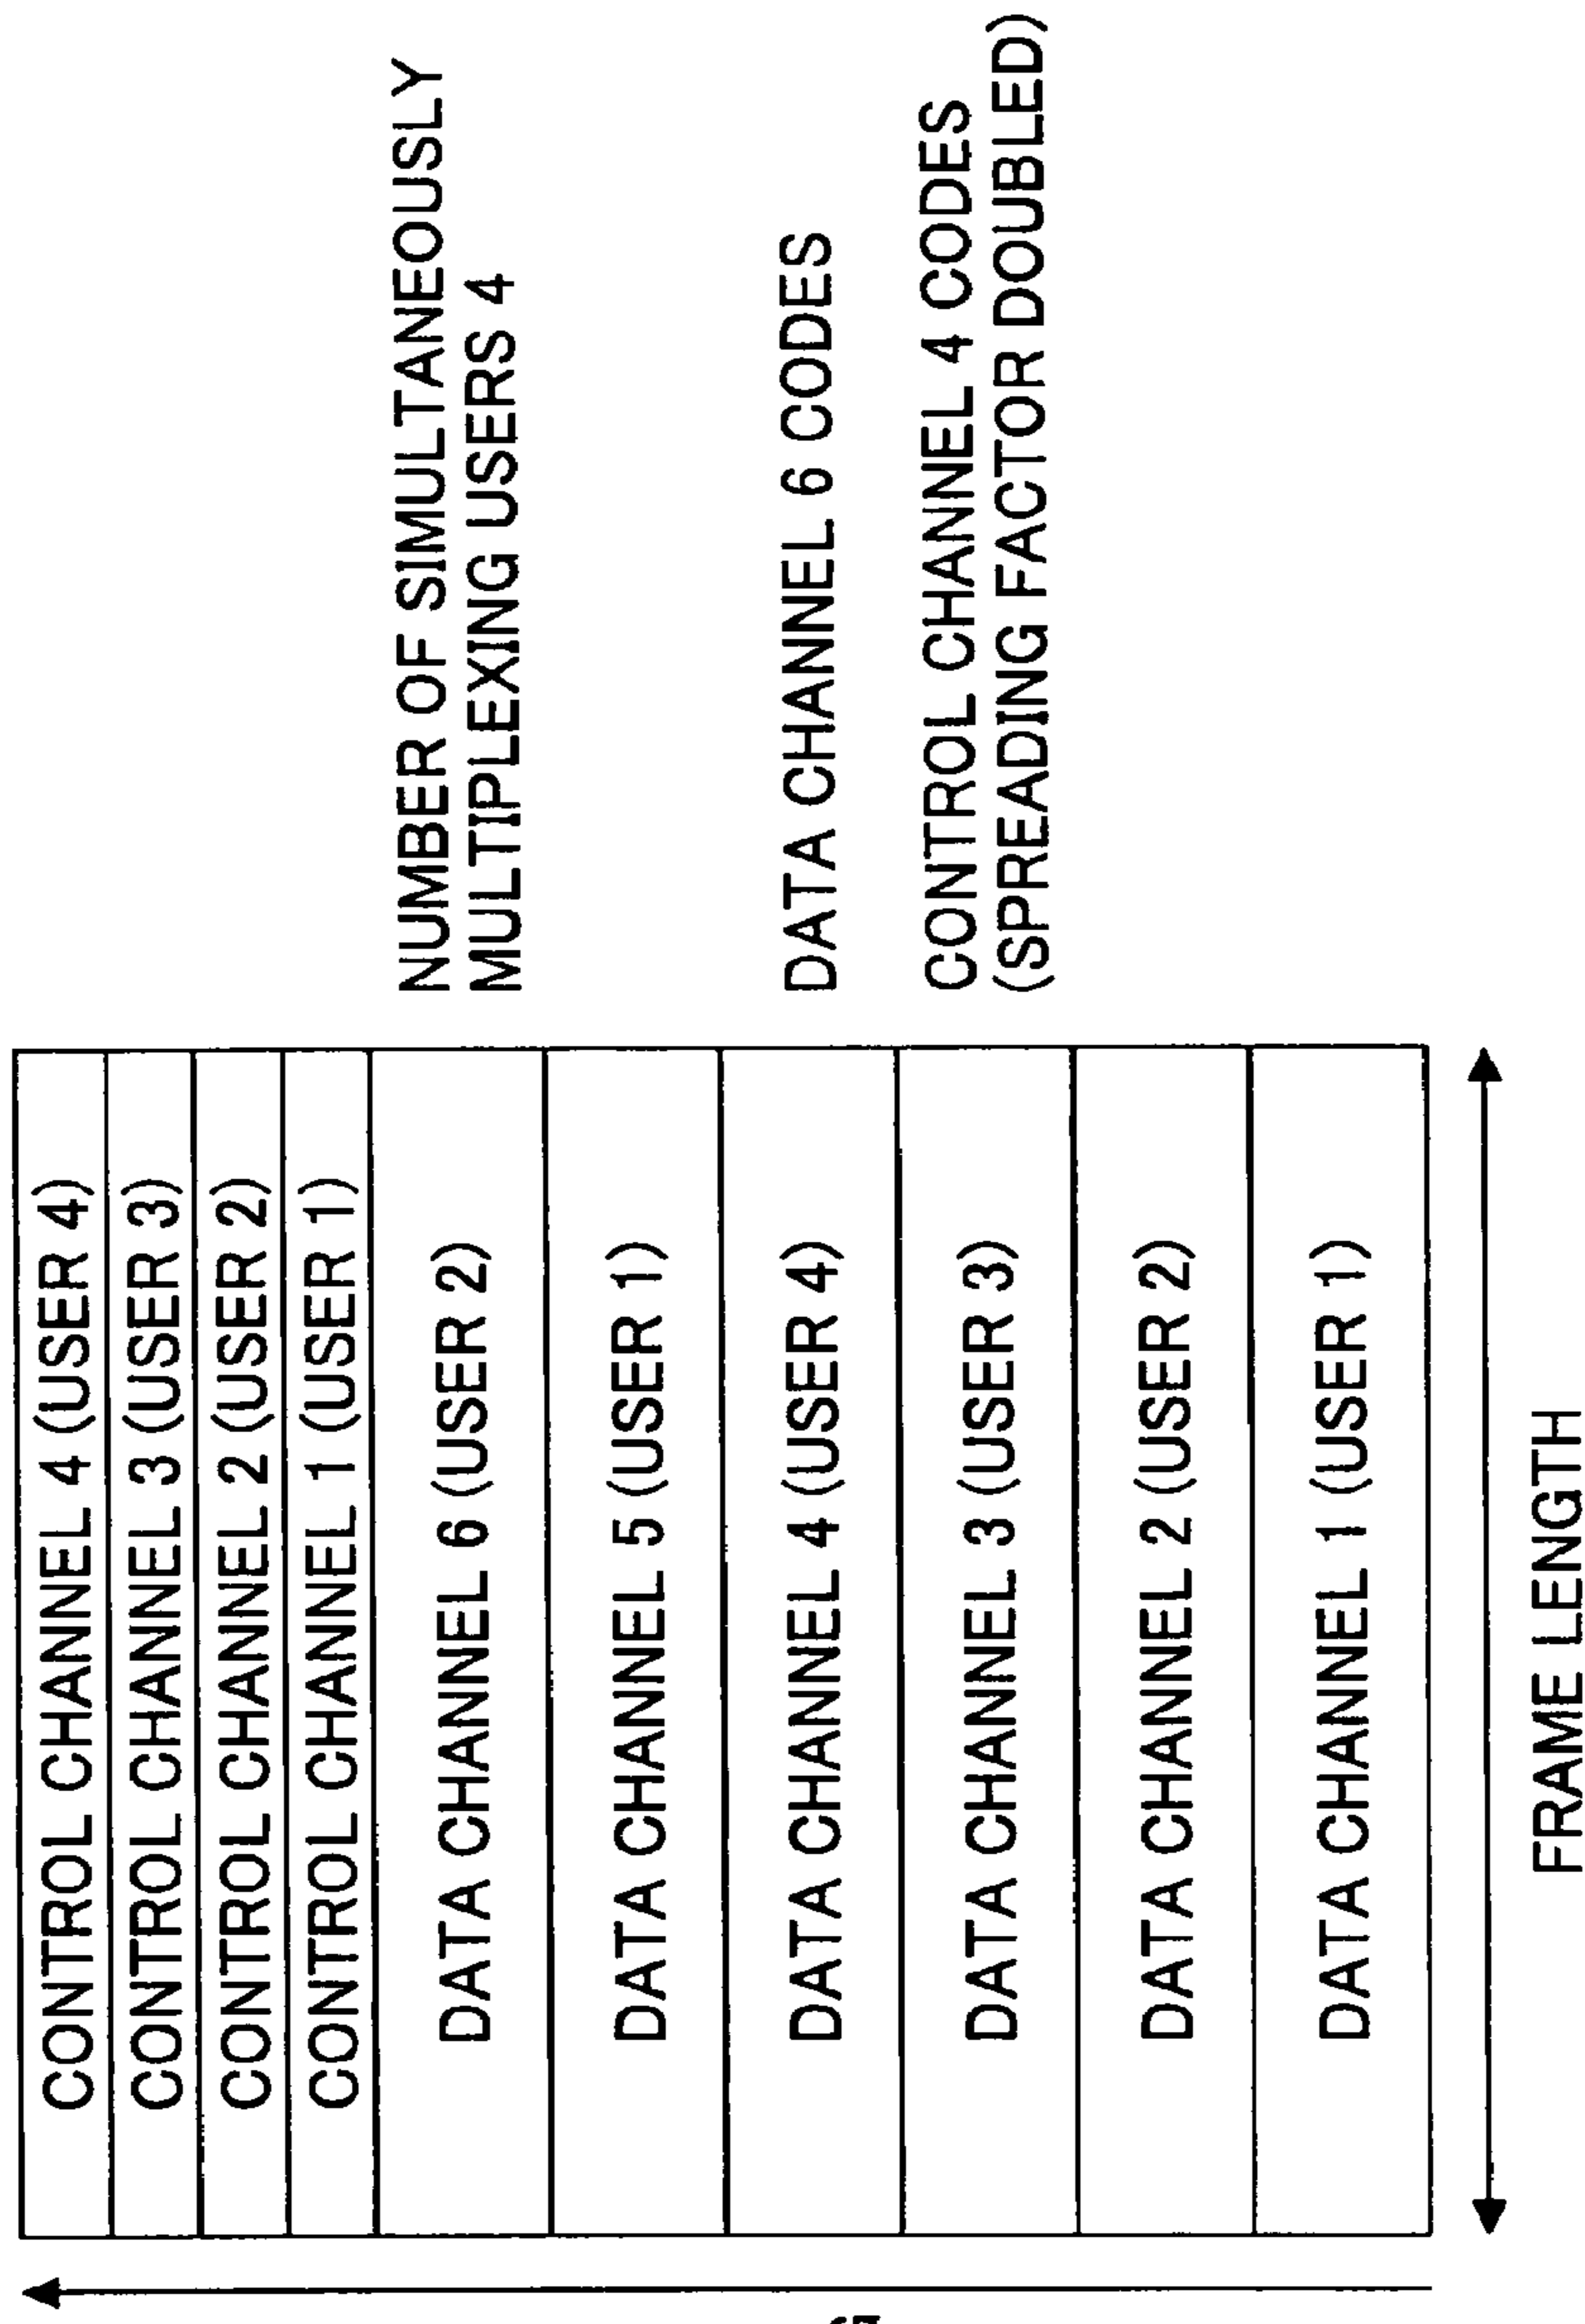 CONTROL CHANNEL 4 (USER 4)
CONTROL CHANNEL 3 (USER 3)
CONTROL CHANNEL 2 (USER 2)
CONTROL CHANNEL 1 (USER 1)
DATA CHANNEL 6 (USER 2)
DATA CHANNEL 5 (USER 1)
DATA CHANNEL 4 (USER 4)
DATA CHANNEL 3 (USER 3)
DATA CHANNEL 2 (USER 2)
DATA CHANNEL 1 (USER 1)
FRAME LENGTH
NUMBER OF SIMULTANEOUSLY
MULTIPLEXING USERS 4
DATA CHANNEL 6 CODES
CONTROL CHANNEL 4 CODES
(SPREADING FACTOR DOUBLED)